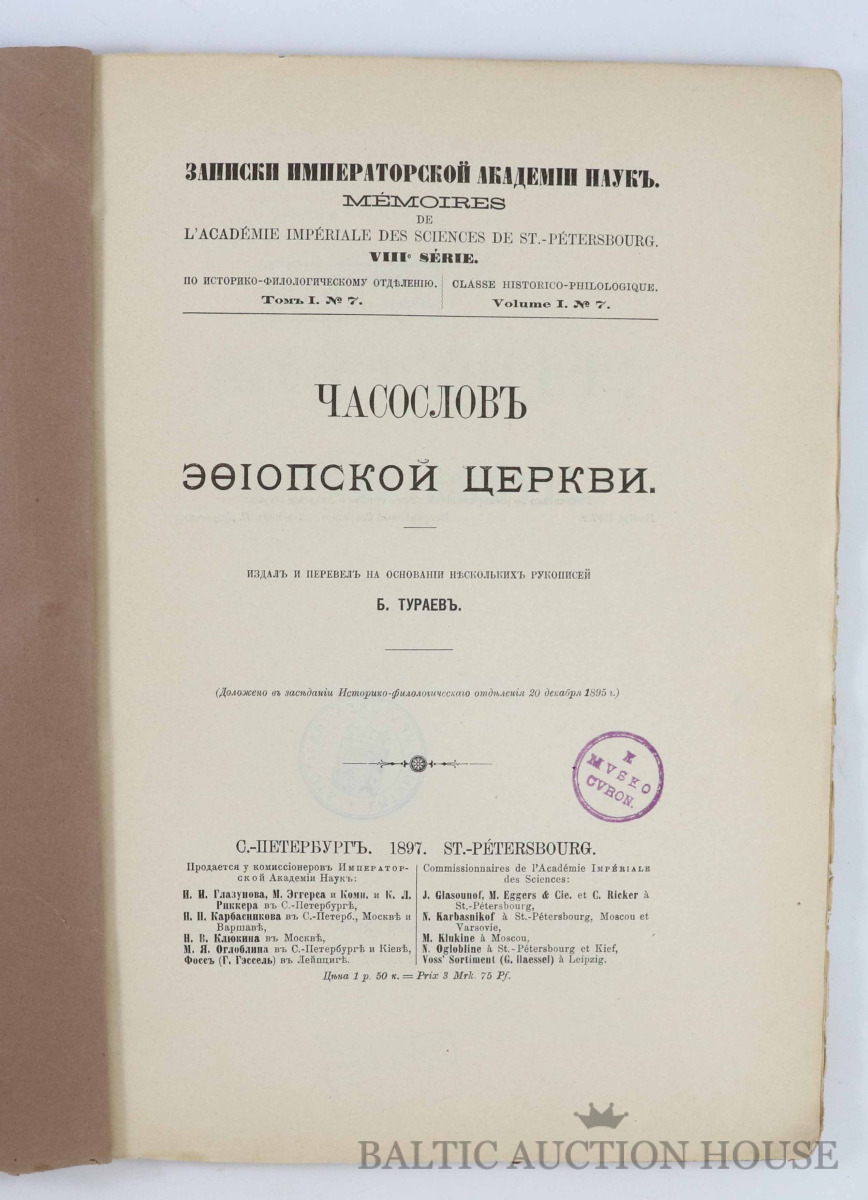 ЗАПИСКИ ИМПЕРАТОРСКОЙ АКАДЕМІИ НАУКЪ.
MÉMOIRES
DE
L'ACADÉMIE IMPÉRIALE DES SCIENCES DE ST.-PÉTERSBOURG.
VIIIe SÉRIE.
ПО ИСТОРИКО-ФИЛОЛОГИЧЕСКОМУ ОТДѢЛЕНІЮ.
Томъ I. № 7.
CLASSE HISTORICO-PHILOLOGIQUE.
Volume I. № 7.
ЧАСОСЛОВЪ
ЭѲІОПСКОЙ ЦЕРКВИ.
ИЗДАЛЪ И ПЕРЕВЕЛЪ НА ОСНОВАНІИ НѢСКОЛЬКИХЪ РУКОПИСЕЙ
Б. ТУРАЕВЪ.
(Доложено въ засѣданіи Историко-филологическаго отдѣленія 20 декабря 1895 г.)
E
MVSEO
CVRON.
С.-ПЕТЕРБУРГЪ. 1897. ST.-PÉTERSBOURG.
Продается у комиссіонеровъ ИМПЕРАТОР-
СКОЙ Академіи Наукъ:
И. И. Глазунова, М. Эггерса и Комп. и К. Л.
Риккера въ С.-Петербургѣ,
Н. П. Карбасникова въ С.-Петерб., Москвѣ и
Варшавѣ,
Н. В. Клюкина въ Москвѣ,
М. Я. Оглоблина въ С.-Петербургѣ и Кіевѣ,
Фоссъ (Г. Гэссель) въ Лейпцигѣ.
Commissionnaires de l'Académie IMPÉRIALE
des Sciences:
J. Glasounof, M. Eggers & Cie. et C. Ricker à
St.-Pétersbourg,
N. Karbasnikof à St.-Pétersbourg, Moscou et
Varsovie,
M. Klukine à Moscou,
N. Oglobline à St.-Pétersbourg et Kief,
Voss' Sortiment (G. Haessel) à Leipzig.
Цѣна 1 р. 50 к. = Prix 3 Mrk. 75 Pf.
BALTIC AUCTION HOUSE